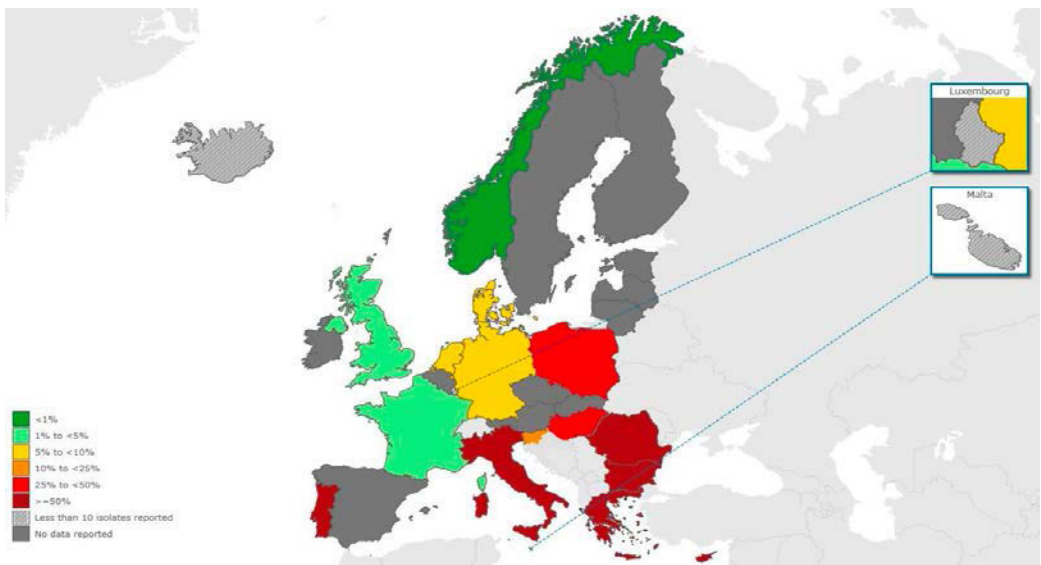 Luxembourg
Malta
<1%
1% to <5%
5% to <10%
10% to <25%
25% to <50%
>=50%
Less than 10 isolates reported
No data reported